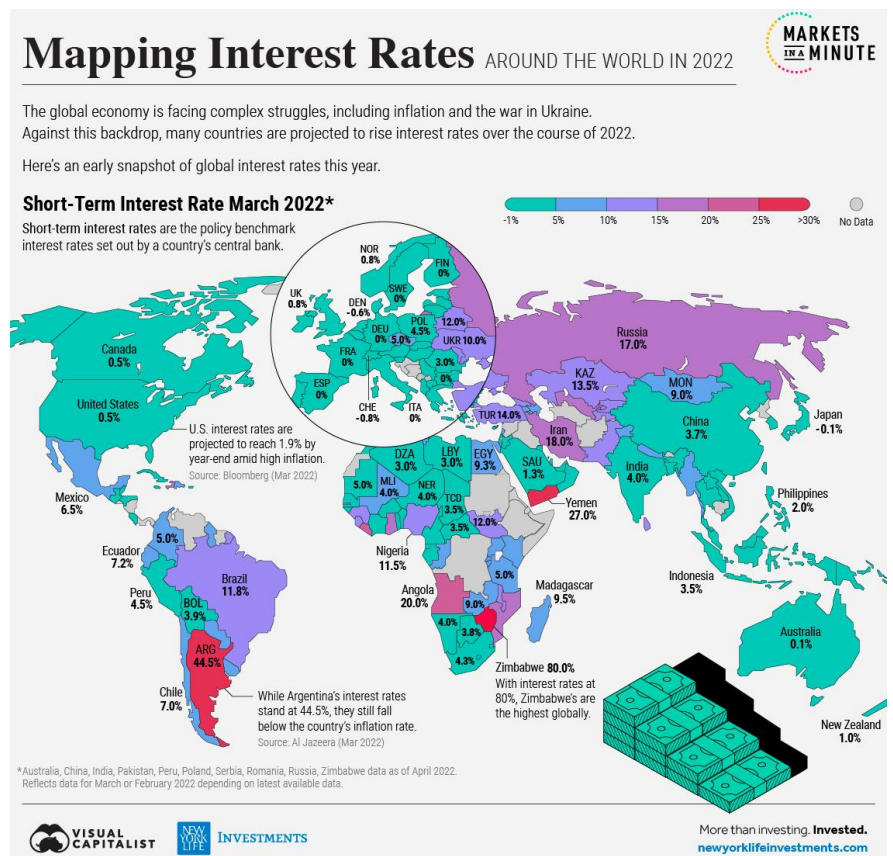 Mapping Interest Rates AROUND THE WORLD IN 2022
MARKETS
IN A MINUTE
The global economy is facing complex struggles, including inflation and the war in Ukraine.
Against this backdrop, many countries are projected to rise interest rates over the course of 2022.
Here's an early snapshot of global interest rates this year.
Short-Term Interest Rate March 2022*
Short-term interest rates are the policy benchmark
interest rates set out by a country's central bank.
-1% 5% 10% 15% 20% 25% >30% No Data
NOR
0.8%
FIN
0%
SWE
0%
UK
0.8%
DEN
-0.6%
POL
4.5%
12.0%
DEU
0%
5.0%
UKR 10.0%
FRA
0%
3.0%
0%
ESP
0%
CHE
-0.8%
ITA
0%
TUR 14.0%
Canada
0.5%
United States
0.5%
U.S. interest rates are
projected to reach 1.9% by
year-end amid high inflation.
Source: Bloomberg (Mar 2022)
Mexico
6.5%
5.0%
Ecuador
7.2%
Peru
4.5%
Brazil
11.8%
BOL
3.9%
ARG
44.5%
Chile
7.0%
While Argentina's interest rates
stand at 44.5%, they still fall
below the country's inflation rate.
Source: Al Jazeera (Mar 2022)
Russia
17.0%
KAZ
13.5%
MON
9.0%
China
3.7%
Japan
-0.1%
Iran
18.0%
India
4.0%
SAU
1.3%
Yemen
27.0%
Philippines
2.0%
Indonesia
3.5%
DZA
3.0%
LBY
3.0%
EGY
9.3%
5.0%
MLI
4.0%
NER
4.0%
TCD
3.5%
3.5%
12.0%
Nigeria
11.5%
Angola
20.0%
5.0%
9.0%
Madagascar
9.5%
4.0%
3.8%
4.3%
Zimbabwe 80.0%
With interest rates at
80%, Zimbabwe's are
the highest globally.
Australia
0.1%
New Zealand
1.0%
*Australia, China, India, Pakistan, Peru, Poland, Serbia, Romania, Russia, Zimbabwe data as of April 2022.
Reflects data for March or February 2022 depending on latest available data.
VISUAL
CAPITALIST
NEW
YORK
LIFE
INVESTMENTS
More than investing. Invested.
newyorklifeinvestments.com